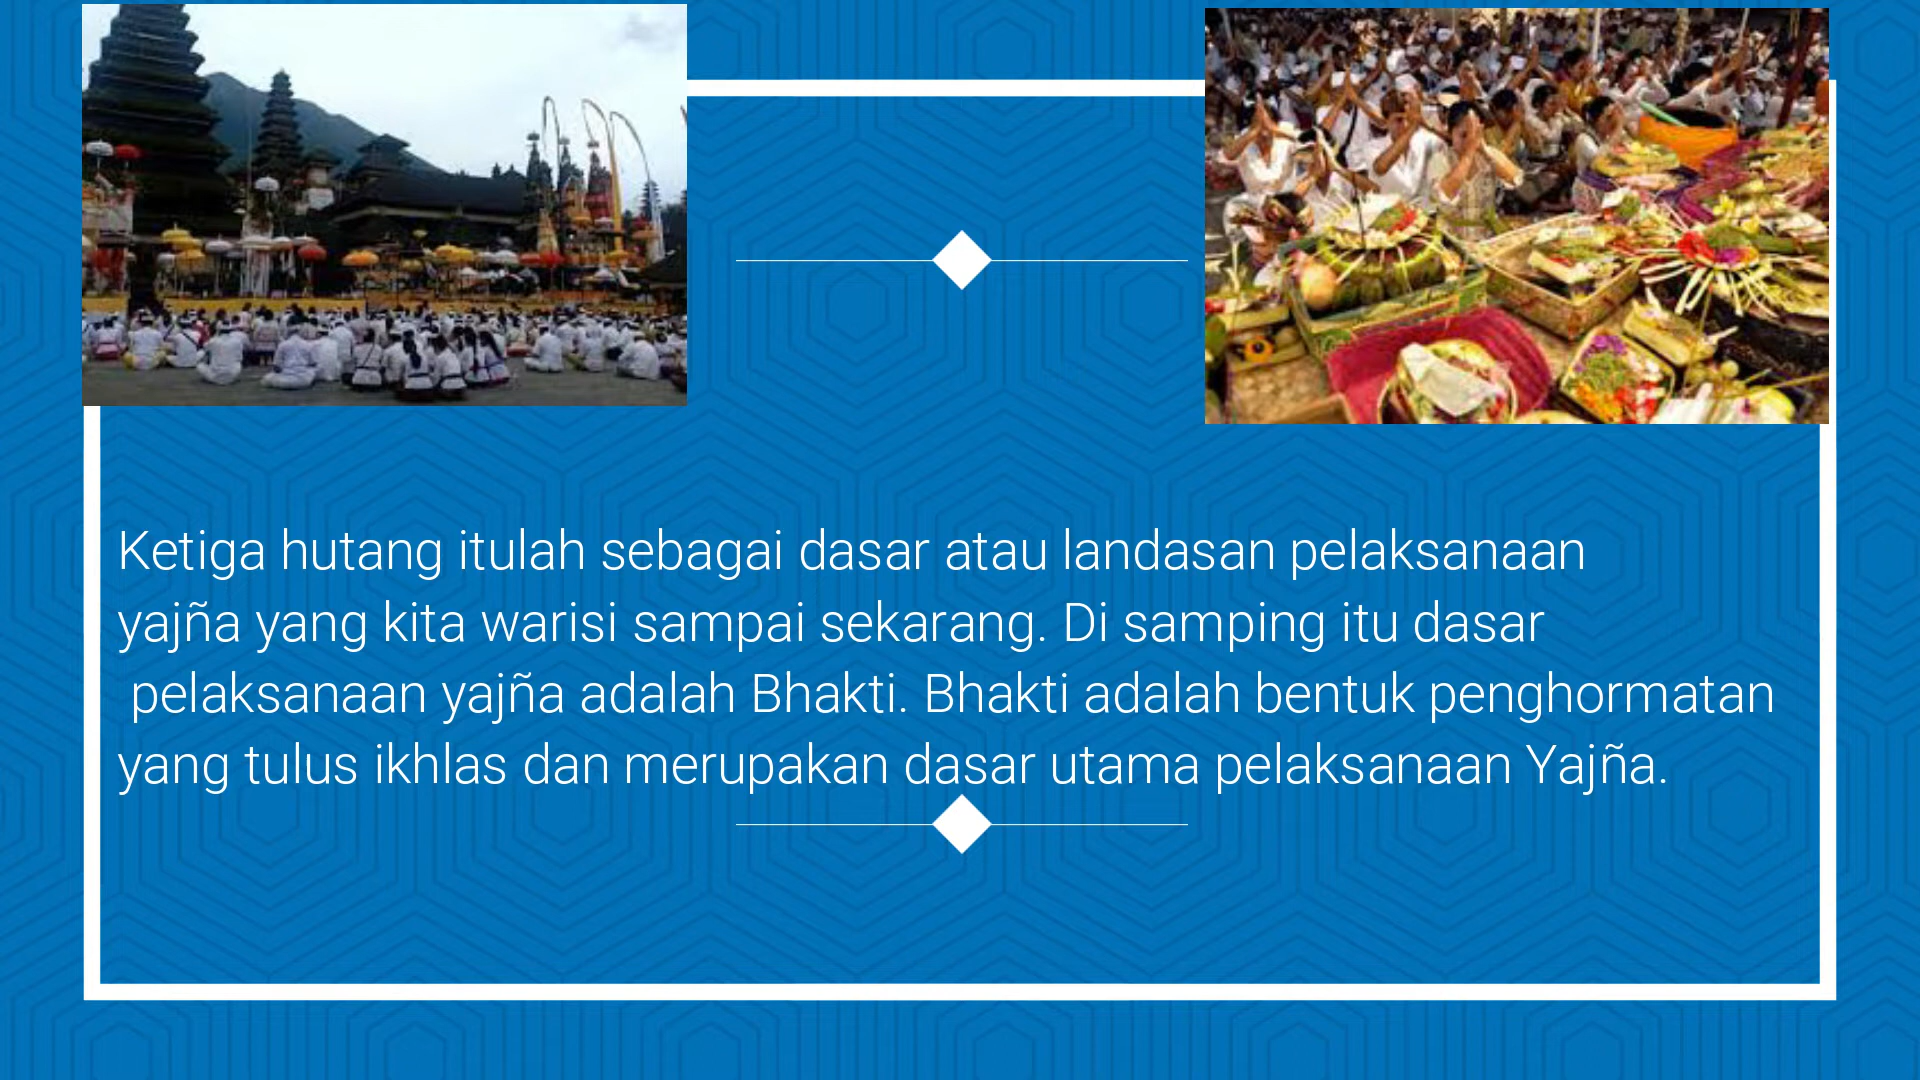 Ketiga hutang itulah sebagai dasar atau landasan pelaksanaan
yajña yang kita warisi sampai sekarang. Di samping itu dasar
pelaksanaan yajña adalah Bhakti. Bhakti adalah bentuk penghormatan
yang tulus ikhlas dan merupakan dasar utama pelaksanaan Yajña.